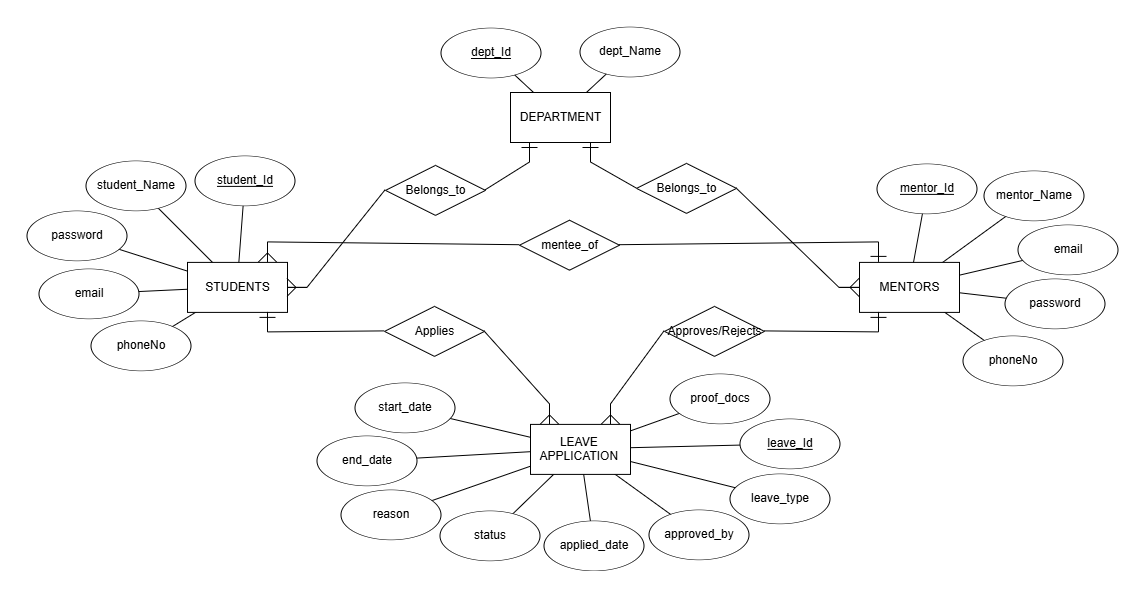 dept_Id
dept_Name
DEPARTMENT
student_Name
student_Id
Belongs_to
Belongs_to
mentor_Id
mentor_Name
password
mentee_of
email
email
STUDENTS
MENTORS
password
phoneNo
Applies
Approves/Rejects
phoneNo
start_date
proof_docs
end_date
LEAVE
APPLICATION
leave_Id
reason
leave_type
status
applied_date
approved_by